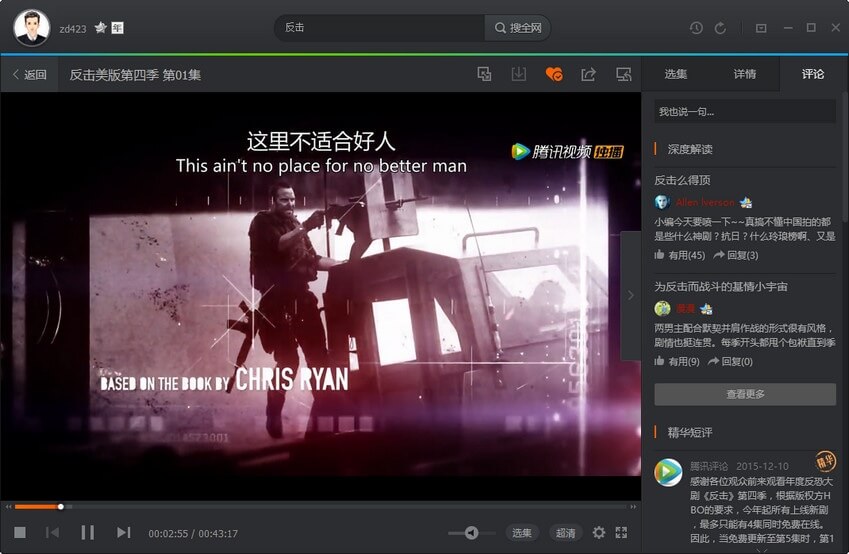 zd423
年
反击
搜全网
返回
反击美版第四季 第01集
选集
详情
评论
这里不适合好人
This ain't no place for no better man
腾讯视频 独播
BASED ON THE BOOK BY CHRIS RYAN
我也说一句...
深度解读
反击么得顶
Allen Iverson
小编今天要喷一下~~真搞不懂中国拍的都
是些什么神剧？抗日？什么玲琅榜啊、又是
有用(45)
回复(3)
为反击而战斗的基情小宇宙
两男主配合默契并肩作战的形式很有风格，
剧情也挺连贯。每季开头都甩个包袱直到季
有用(9)
回复(0)
查看更多
精华短评
精华
腾讯评论 2015-12-10
感谢各位观众前来观看年度反恐大
剧《反击》第四季，根据版权方H
BO的要求，今年起所有上线新剧
，最多只能有4集同时免费在线。
因此，当免费更新至第5集时，第1
00:02:55 / 00:43:17
选集
超清